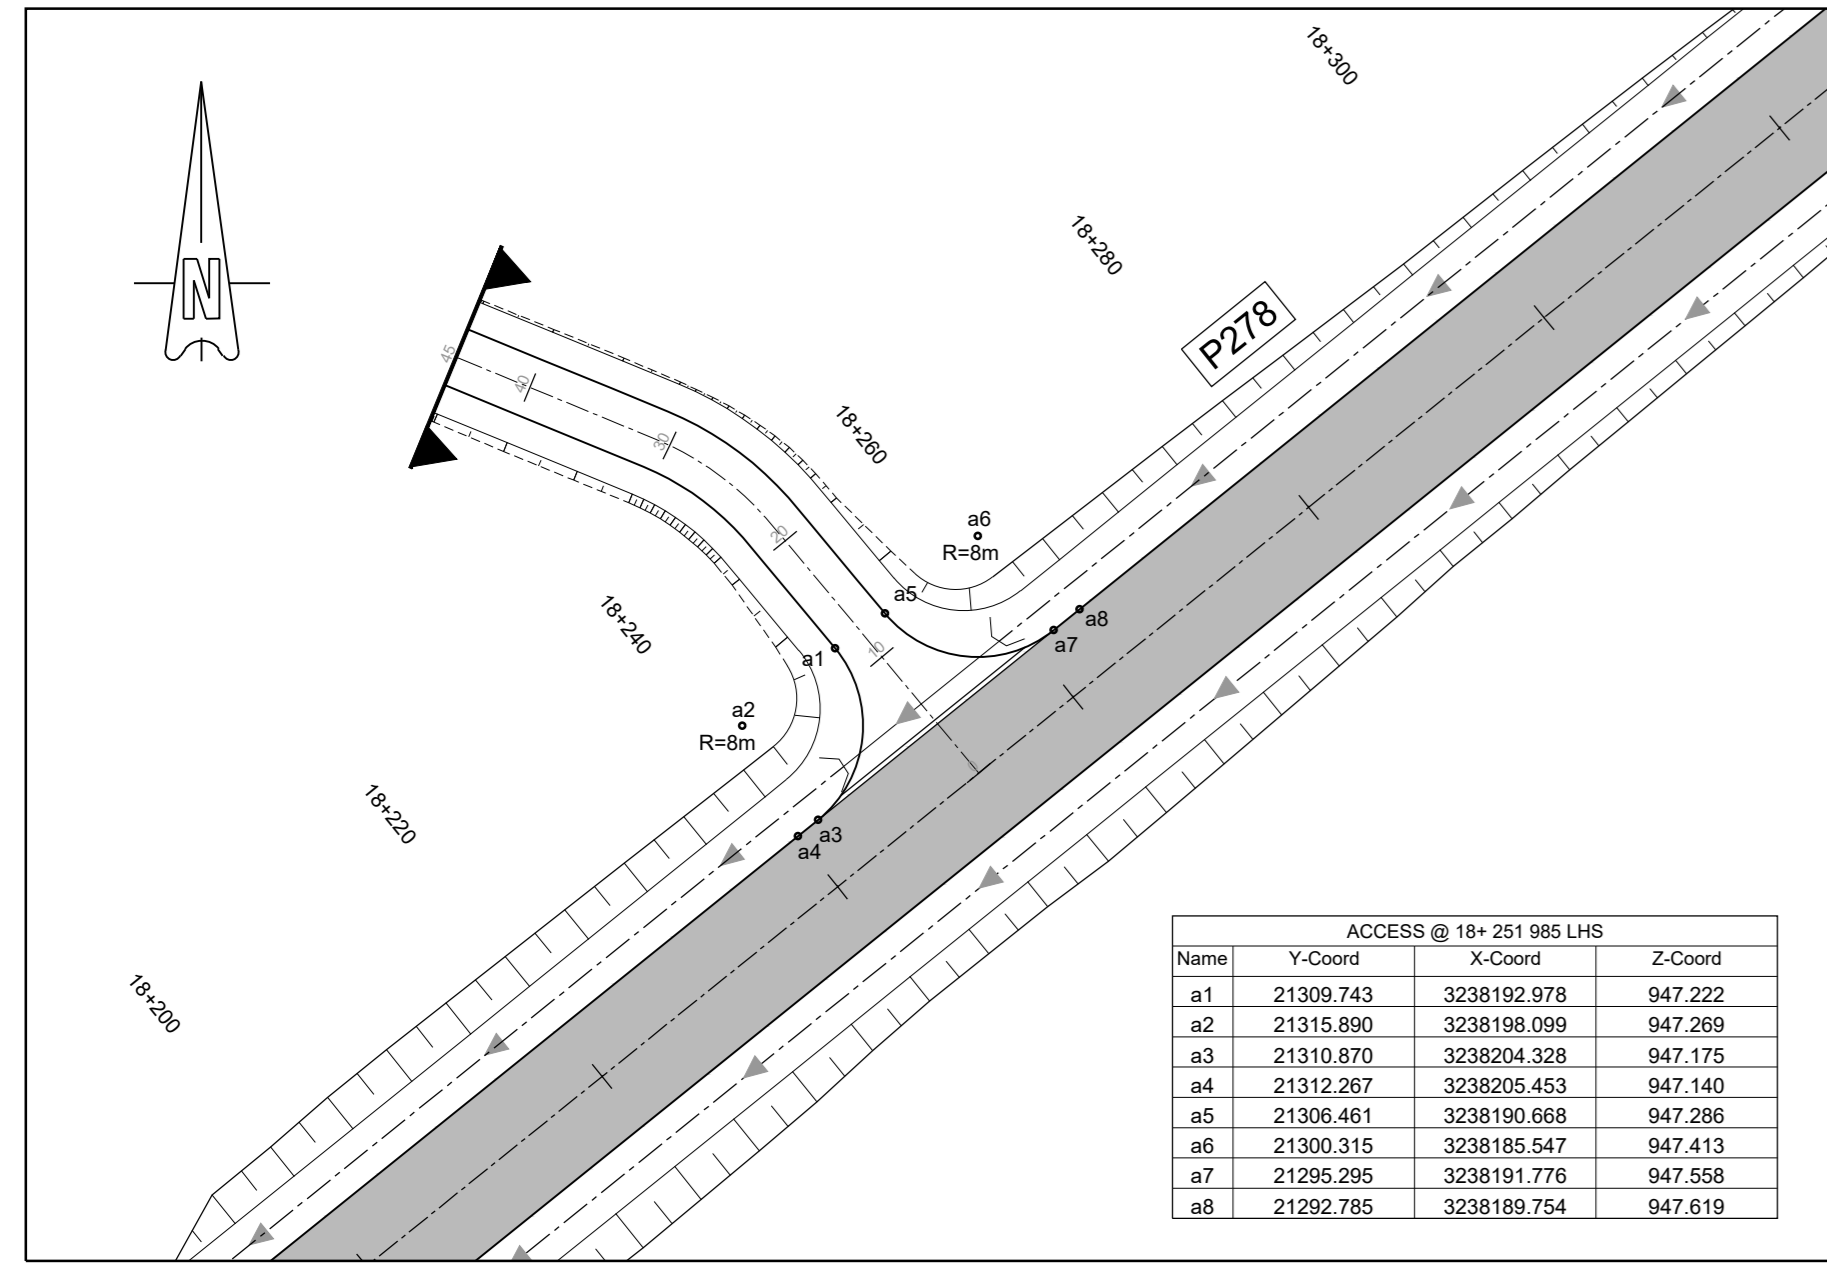 18+300
N
18+280
P278
45
40
18+260
30
a6
R=8m
20
a5
18+240
a8
a7
a1
10
a2
R=8m
0
18+220
a3
a4
ACCESS @ 18+ 251 985 LHS
Name Y-Coord X-Coord Z-Coord
a1 21309.743 3238192.978 947.222
a2 21315.890 3238198.099 947.269
a3 21310.870 3238204.328 947.175
a4 21312.267 3238205.453 947.140
a5 21306.461 3238190.668 947.286
a6 21300.315 3238185.547 947.413
a7 21295.295 3238191.776 947.558
a8 21292.785 3238189.754 947.619
18+200